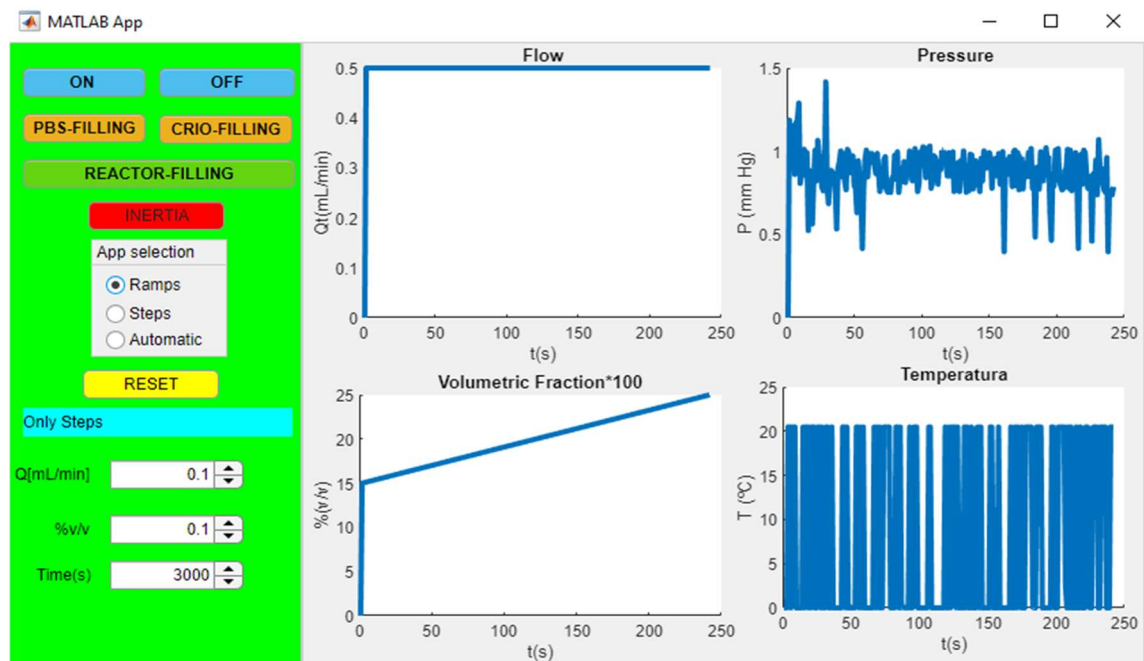 MATLAB App
ON
OFF
PBS-FILLING
CRIO-FILLING
REACTOR-FILLING
INERTIA
App selection
Ramps
Steps
Automatic
RESET
Only Steps
Q[mL/min]
0.1
%v/v
0.1
Time(s)
3000
Flow
Qt(mL/min)
0.5
0.4
0.3
0.2
0.1
0
0 50 100 150 200 250
t(s)
Pressure
P (mm Hg)
1.5
1
0.5
0
0 50 100 150 200 250
t(s)
Volumetric Fraction*100
%(v/v)
25
20
15
10
5
0
0 50 100 150 200 250
t(s)
Temperatura
T (ºC)
25
20
15
10
5
0
0 50 100 150 200 250
t(s)